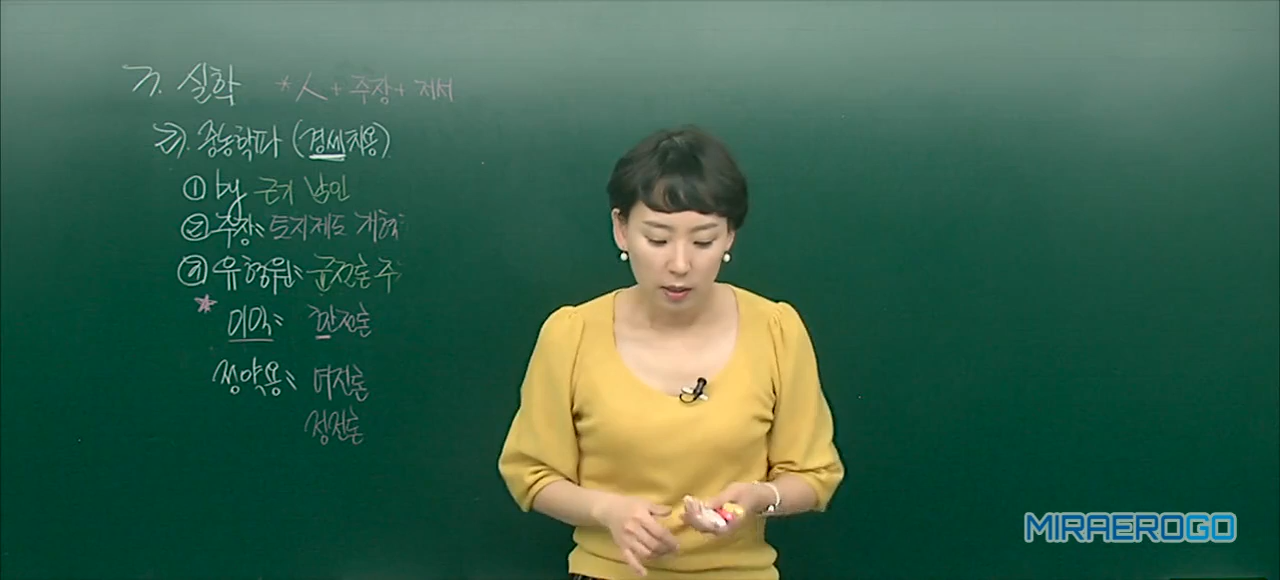 3. 실학 *人 + 주장 + 저서
2). 중농학파 (경세치용)
① by 근기 남인
② 주장: 토지제도 개혁
③ 유형원: 균전론 주
* 이익: 한전론
정약용: 여전론
정전론
MIRAEROGO